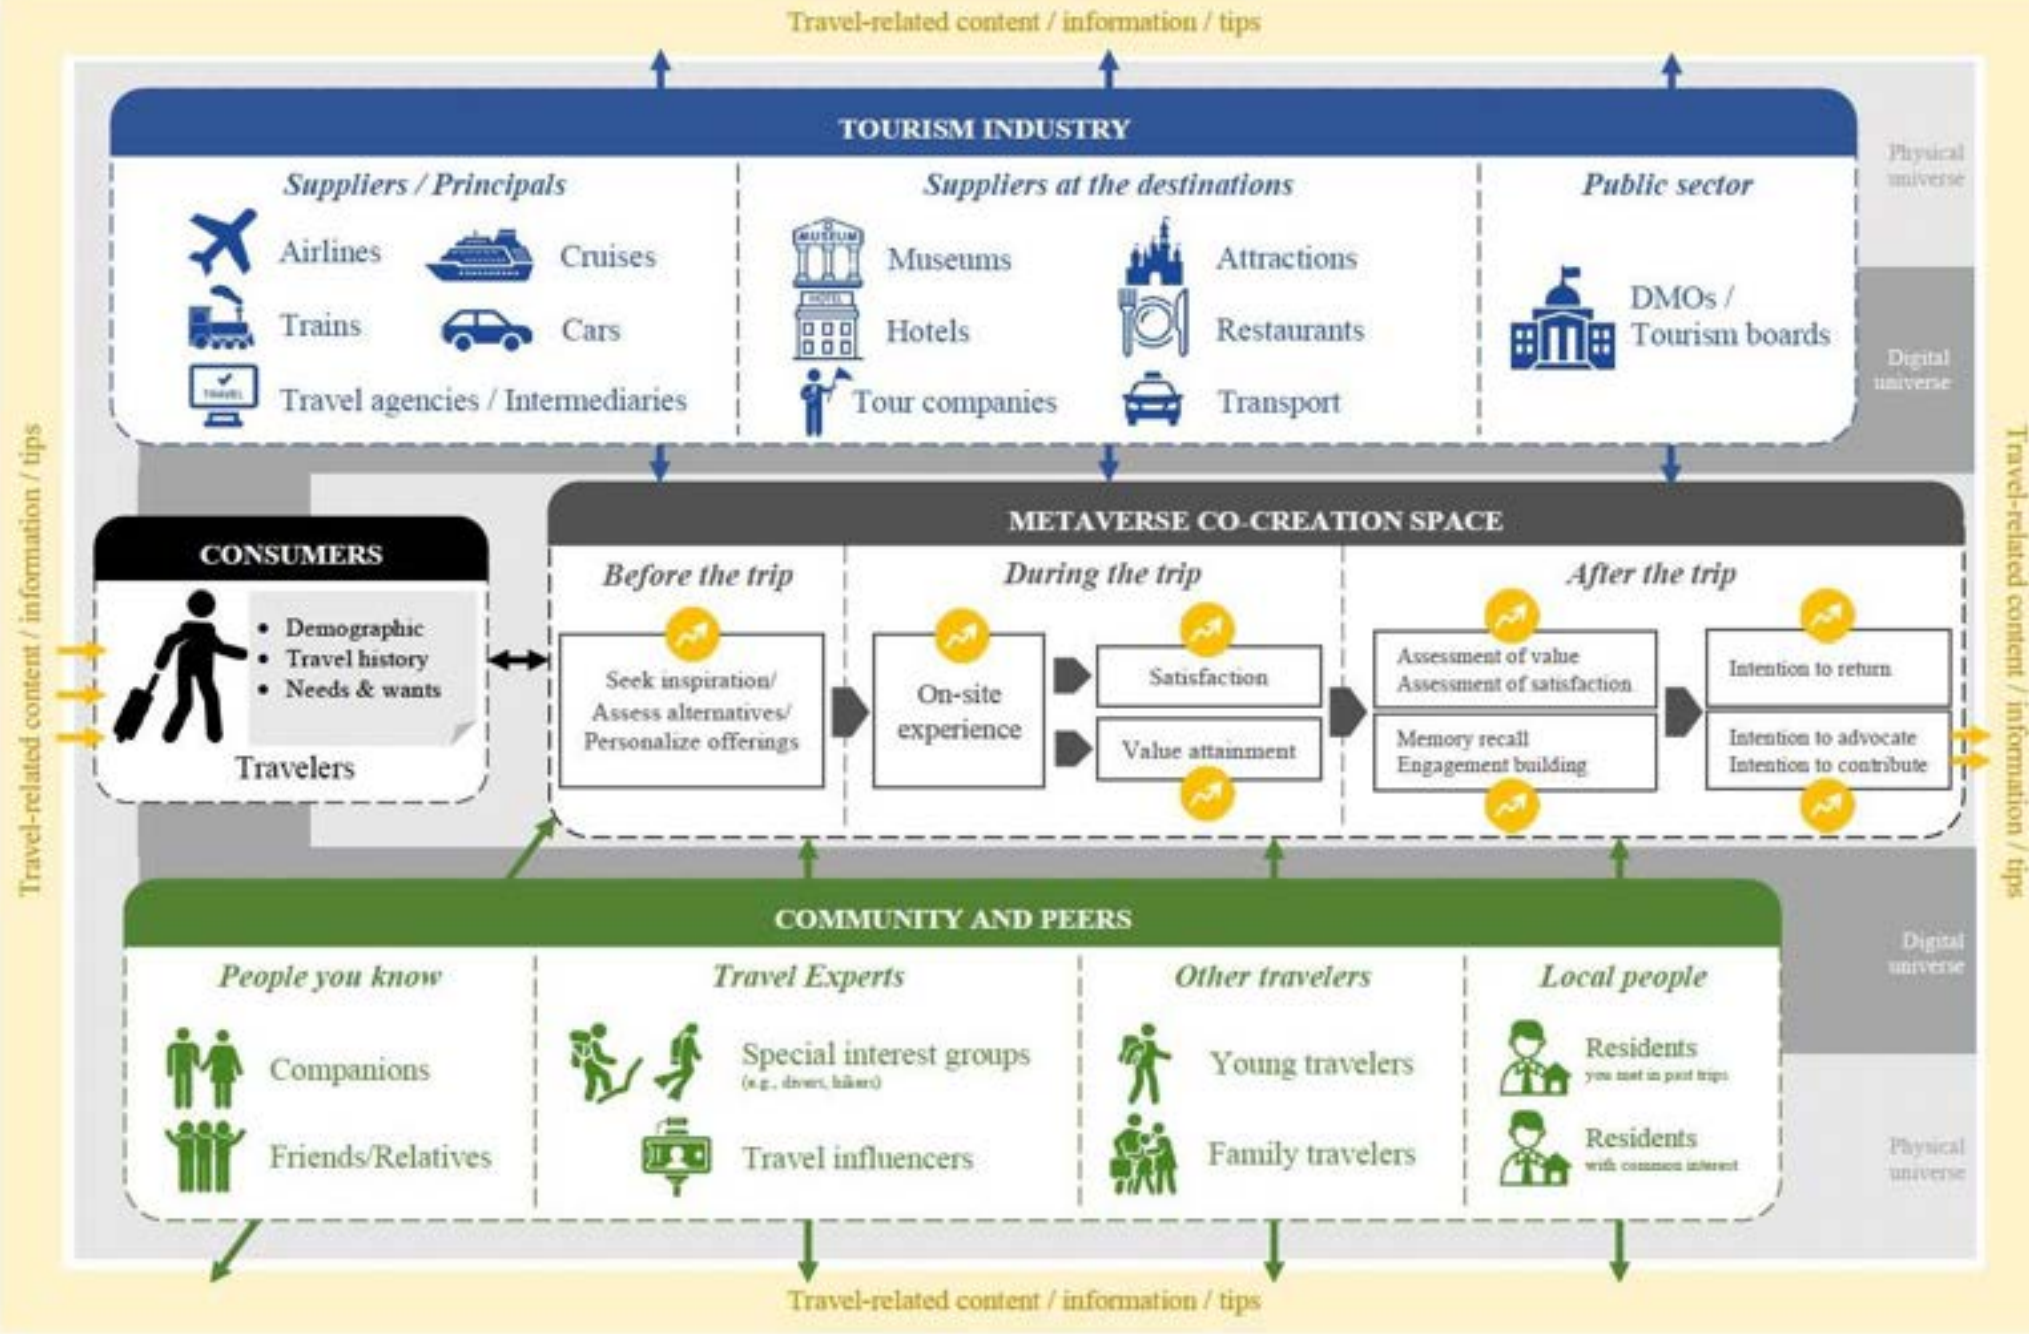 Travel-related content / information / tips
TOURISM INDUSTRY
Physical
universe
Suppliers / Principals
Airlines
Cruises
Trains
Cars
TRAVEL
Travel agencies / Intermediaries
Suppliers at the destinations
MUSEUM
Museums
Attractions
HOTEL
Hotels
Restaurants
Tour companies
Transport
Public sector
DMOs /
Tourism boards
Digital
universe
Travel-related content / information / tips
CONSUMERS
• Demographic
• Travel history
• Needs & wants
Travelers
METAVERSE CO-CREATION SPACE
Before the trip
Seek inspiration/
Assess alternatives/
Personalize offerings
During the trip
On-site
experience
Satisfaction
Value attainment
After the trip
Assessment of value
Assessment of satisfaction
Memory recall
Engagement building
Intention to return
Intention to advocate
Intention to contribute
Travel-related content / information / tips
COMMUNITY AND PEERS
Digital
universe
People you know
Companions
Friends/Relatives
Travel Experts
Special interest groups
(e.g., divers, hikers)
Travel influencers
Other travelers
Young travelers
Family travelers
Local people
Residents
you met in past trips
Residents
with common interest
Physical
universe
Travel-related content / information / tips